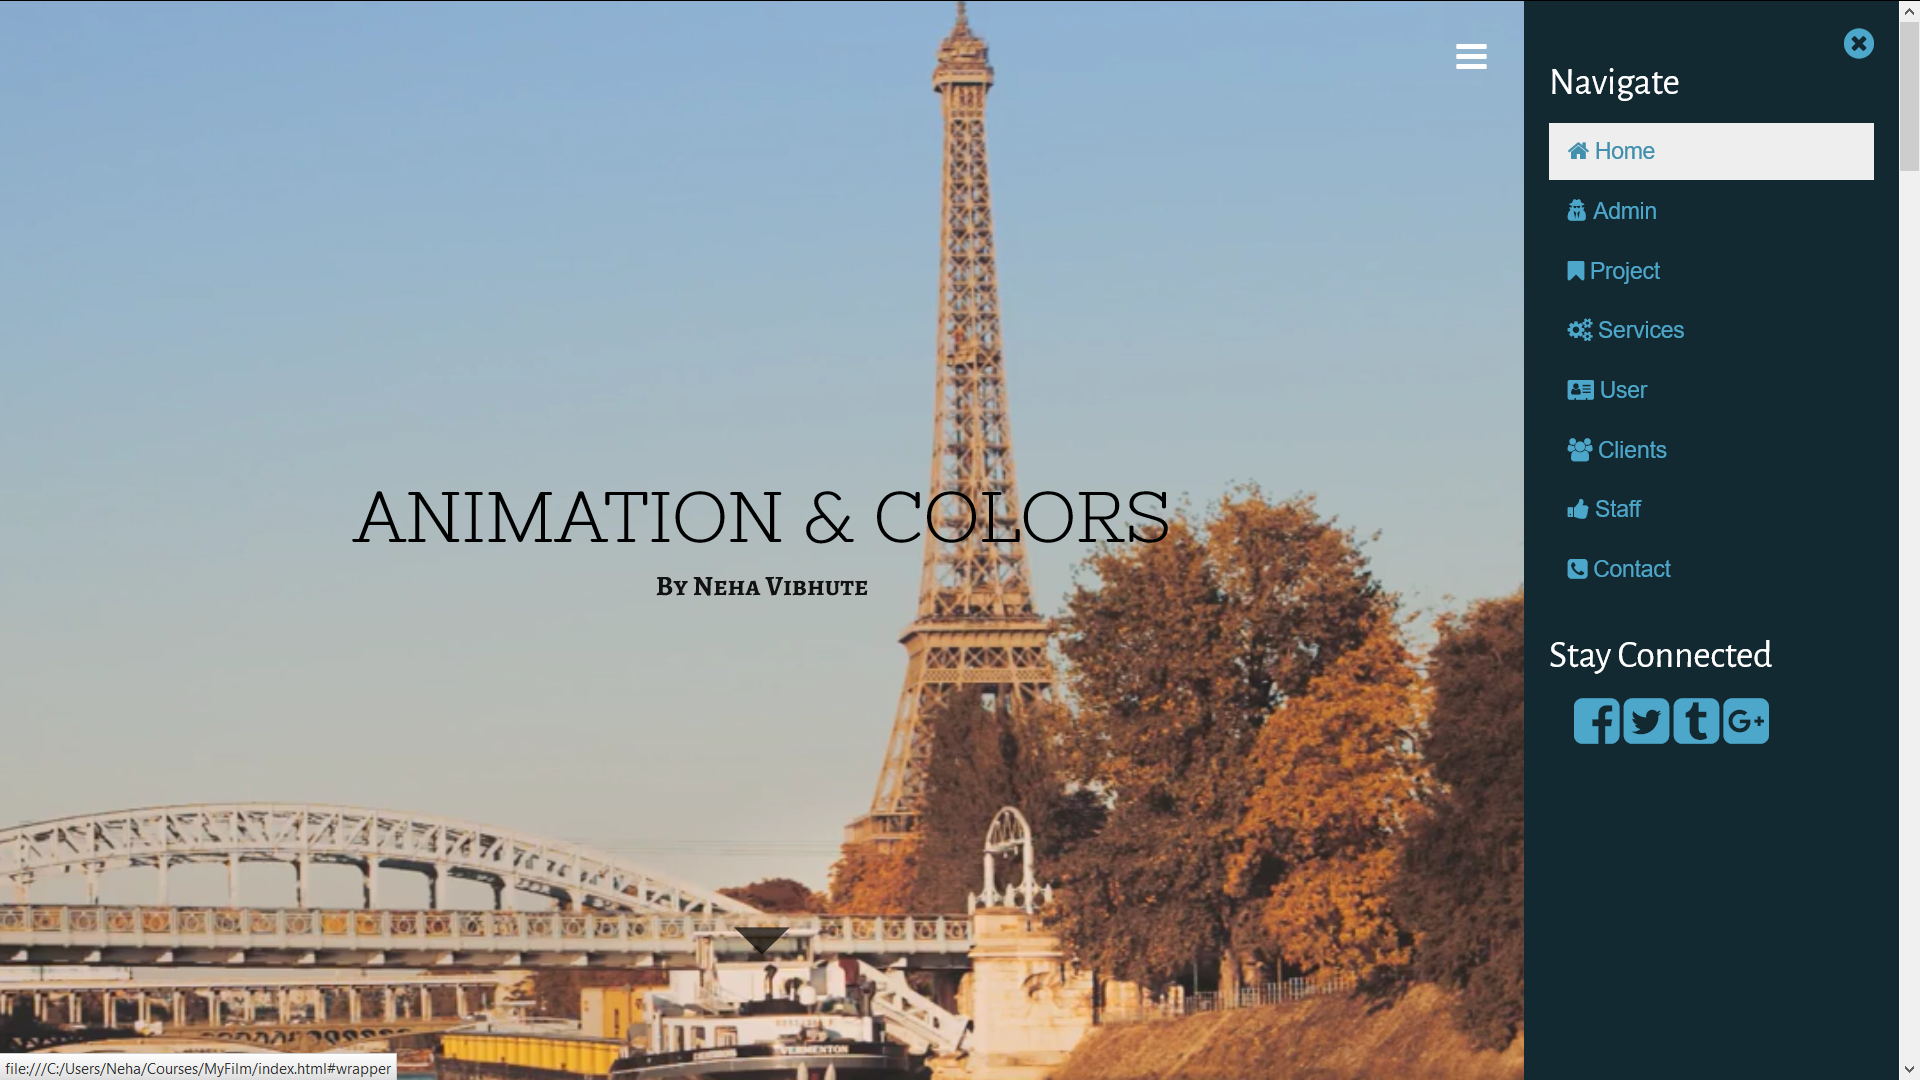 Navigate
Home
Admin
Project
Services
User
Clients
Staff
Contact
Stay Connected
ANIMATION & COLORS
By Neha Vibhute
VERMENTON
file:///C:/Users/Neha/Courses/MyFilm/index.html#wrapper